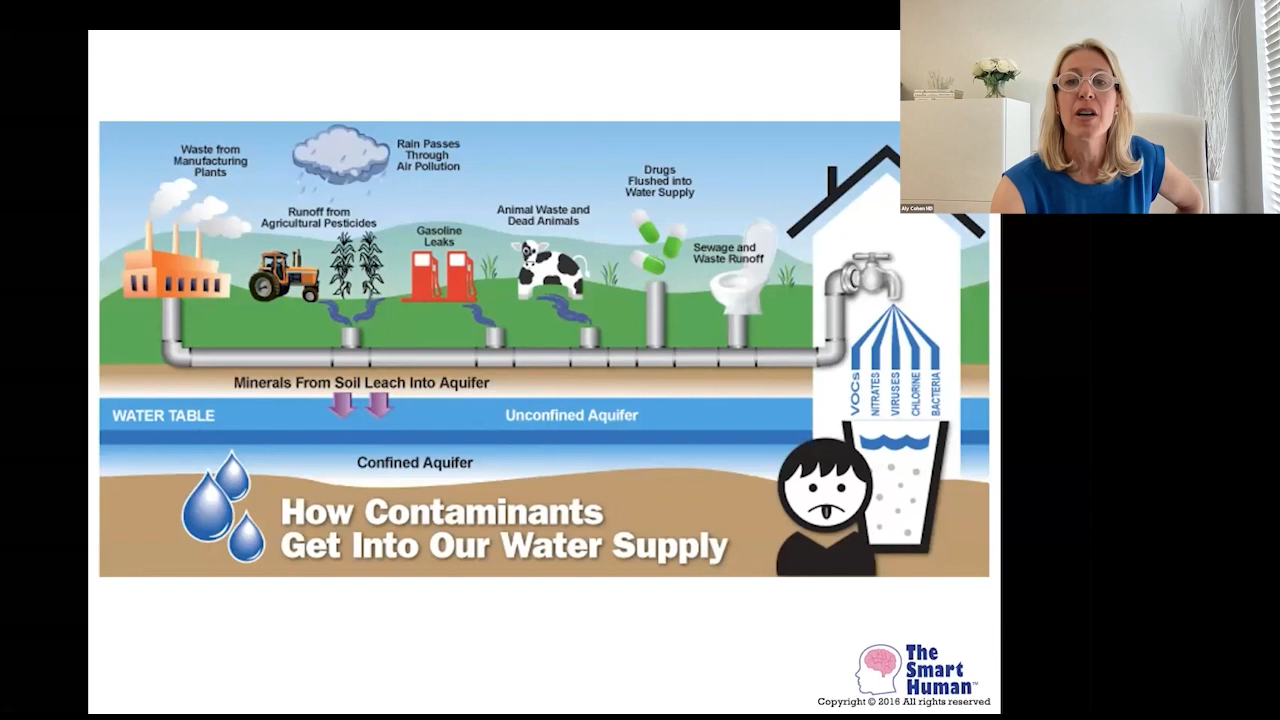 Waste from
Manufacturing
Plants
Rain Passes
Through
Air Pollution
Runoff from
Agricultural Pesticides
Gasoline
Leaks
Animal Waste and
Dead Animals
Drugs
Flushed into
Water Supply
Sewage and
Waste Runoff
VOCs
NITRATES
VIRUSES
CHLORINE
BACTERIA
Minerals From Soil Leach Into Aquifer
WATER TABLE
Unconfined Aquifer
Confined Aquifer
How Contaminants
Get Into Our Water Supply
The
Smart
Human™
Copyright © 2016 All rights reserved
Aly Cohen MD